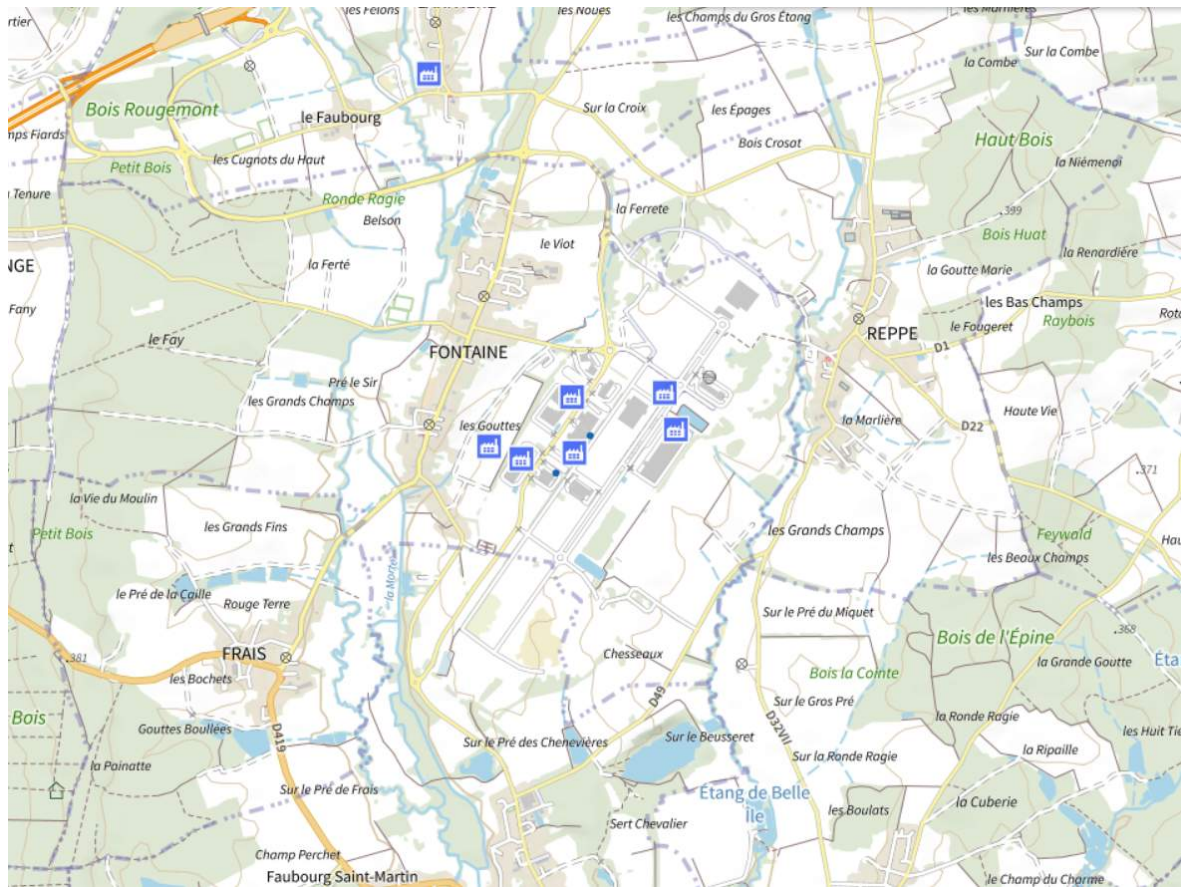 les Félons
les Noues
les Champs du Gros Étang
Sur la Combe
la Combe
Bois Rougemont
le Faubourg
Sur la Croix
les Épages
Bois Crosat
Haut Bois
la Niémenoi
les Cugnots du Haut
Petit Bois
Tenure
Ronde Ragie
Belson
la Ferrete
399
Bois Huat
la Renardière
le Viot
la Ferté
NGE
Fany
la Goutte Marie
les Bas Champs
Raybois
le Fougeret
REPPE
D1
le Fay
FONTAINE
Pré le Sir
les Grands Champs
les Gouttes
la Marlière
Haute Vie
D22
371
la Vie du Moulin
les Grands Fins
les Grands Champs
Petit Bois
Feywald
les Beaux Champs
le Pré de la Caille
Rouge Terre
Sur le Pré du Miquet
Bois de l'Épine
368
381
FRAIS
Chesseaux
la Grande Goutte
Éta
les Bochets
Bois la Cointe
Sur le Gros Pré
D49
Bois
Gouttes Boullées
D419
Sur le Pré des Chenevières
Sur le Beusseret
D32VII
la Ronde Ragie
les Huit Tie
la Ripaille
la Painatte
Sur la Ronde Ragie
Sur le Pré de Frais
Étang de Belle
île
les Boulats
la Cuberie
Sert Chevalier
Champ Perchet
Faubourg Saint-Martin
le Champ du Charme